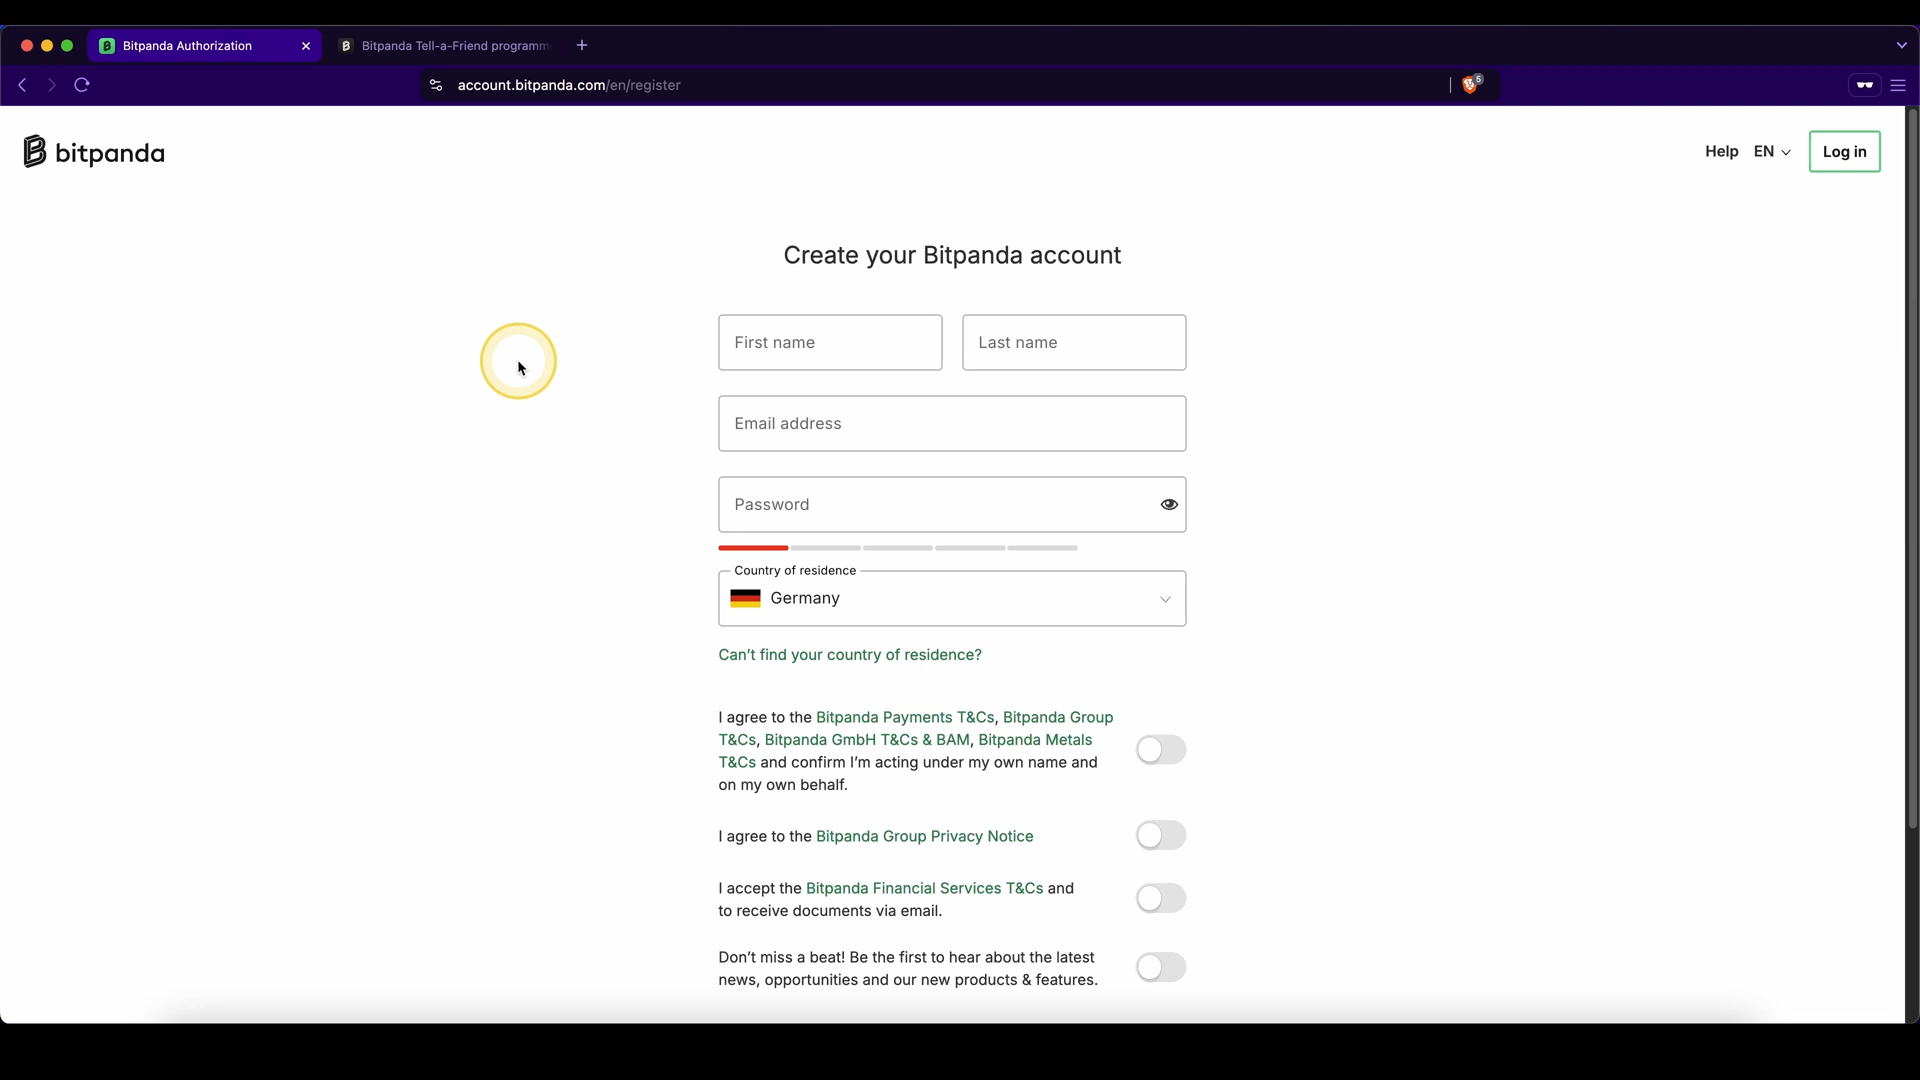 Bitpanda Authorization
Bitpanda Tell-a-Friend programm
account.bitpanda.com/en/register
5
bitpanda
Help
EN
Log in
Create your Bitpanda account
First name
Last name
Email address
Password
Country of residence
Germany
Can't find your country of residence?
I agree to the Bitpanda Payments T&Cs, Bitpanda Group
T&Cs, Bitpanda GmbH T&Cs & BAM, Bitpanda Metals
T&Cs and confirm I'm acting under my own name and
on my own behalf.
I agree to the Bitpanda Group Privacy Notice
I accept the Bitpanda Financial Services T&Cs and
to receive documents via email.
Don't miss a beat! Be the first to hear about the latest
news, opportunities and our new products & features.